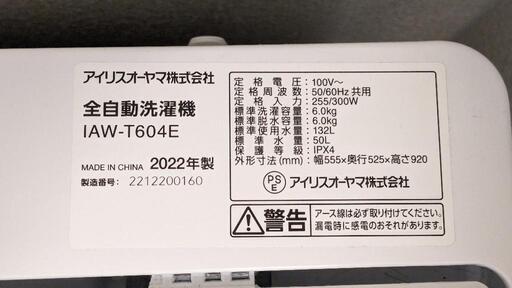 アイリスオーヤマ株式会社
全自動洗濯機
IAW-T604E
MADE IN CHINA 2022年製
製造番号: 2212200160
定格電圧: 100V～
定格周波数: 50/60Hz 共用
定格入力: 255/300W
標準洗濯容量: 6.0kg
標準脱水容量: 6.0kg
標準使用水量: 132L
標準水量: 50L
保護等級: IPX4
外形寸法(mm): 幅555×奥行525×高さ920
PS
E
アイリスオーヤマ株式会社
警告
アース線は必ず取り付けてください。
漏電時に感電のおそれがあります。